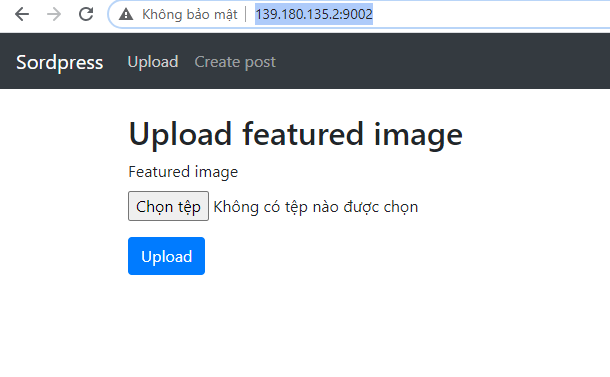 Không bảo mật 139.180.135.2:9002
Sordpress Upload Create post
Upload featured image
Featured image
Chọn tệp Không có tệp nào được chọn
Upload